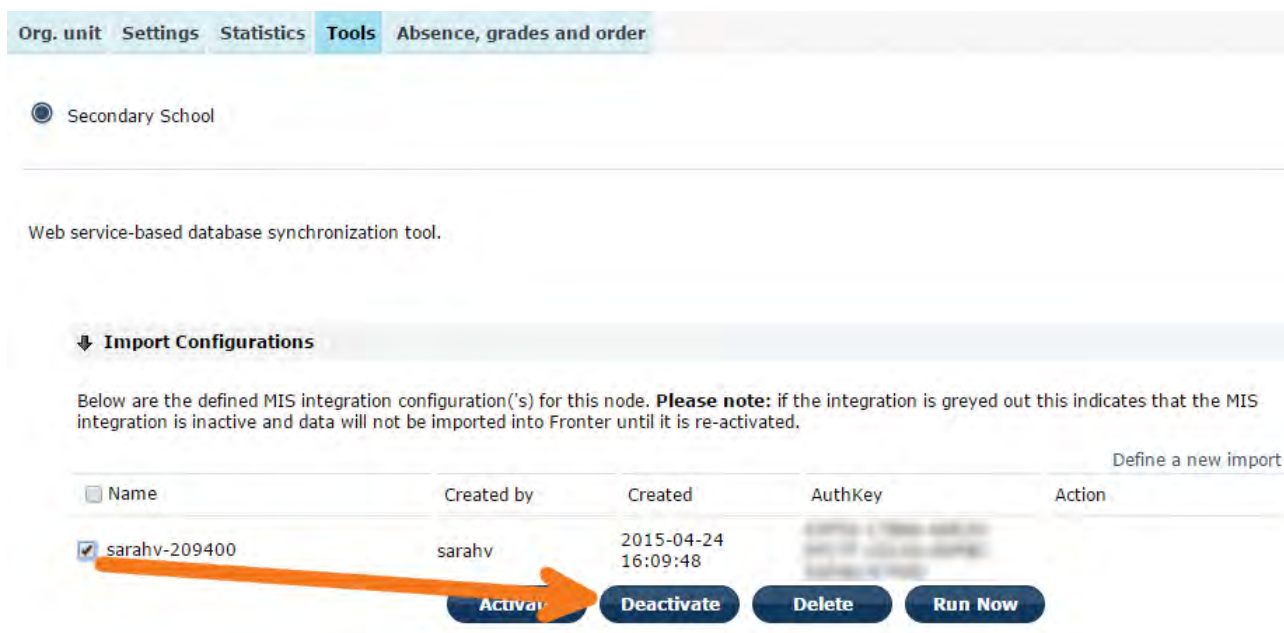 Org. unit Settings Statistics Tools Absence, grades and order
Secondary School
Web service-based database synchronization tool.
Import Configurations
Below are the defined MIS integration configuration('s) for this node. Please note: if the integration is greyed out this indicates that the MIS
integration is inactive and data will not be imported into Fronter until it is re-activated.
Define a new import
Name Created by Created AuthKey Action
sarahv-209400 sarahv 2015-04-24
16:09:48
Deactivate Delete Run Now